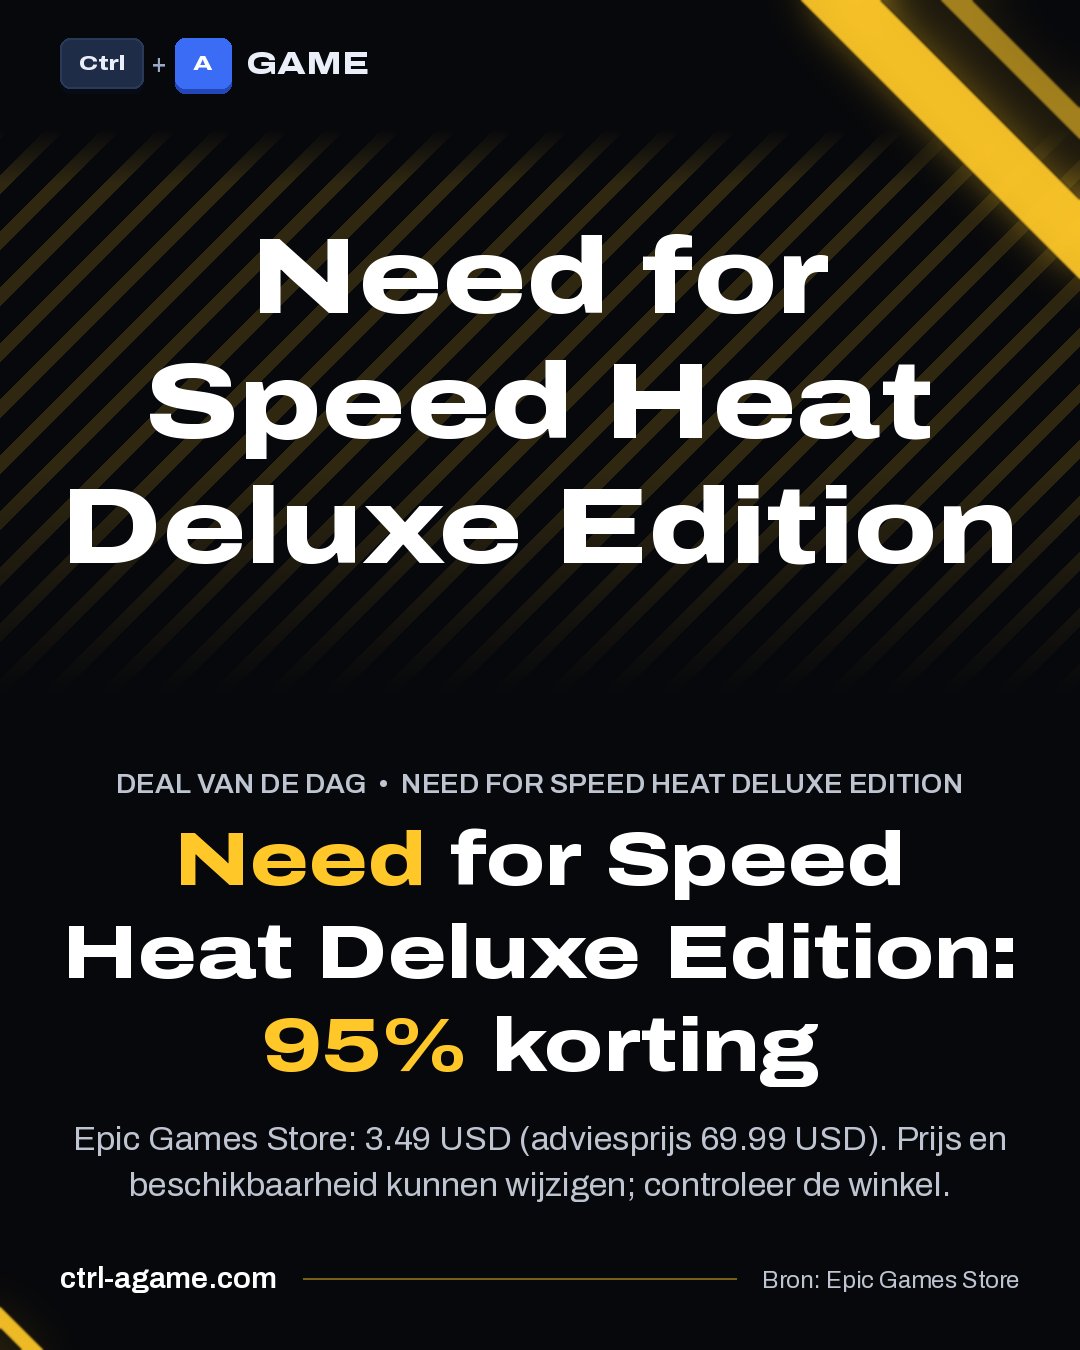 Ctrl + A GAME
Need for
Speed Heat
Deluxe Edition
DEAL VAN DE DAG • NEED FOR SPEED HEAT DELUXE EDITION
Need for Speed
Heat Deluxe Edition:
95% korting
Epic Games Store: 3.49 USD (adviesprijs 69.99 USD). Prijs en
beschikbaarheid kunnen wijzigen; controleer de winkel.
ctrl-agame.com
Bron: Epic Games Store